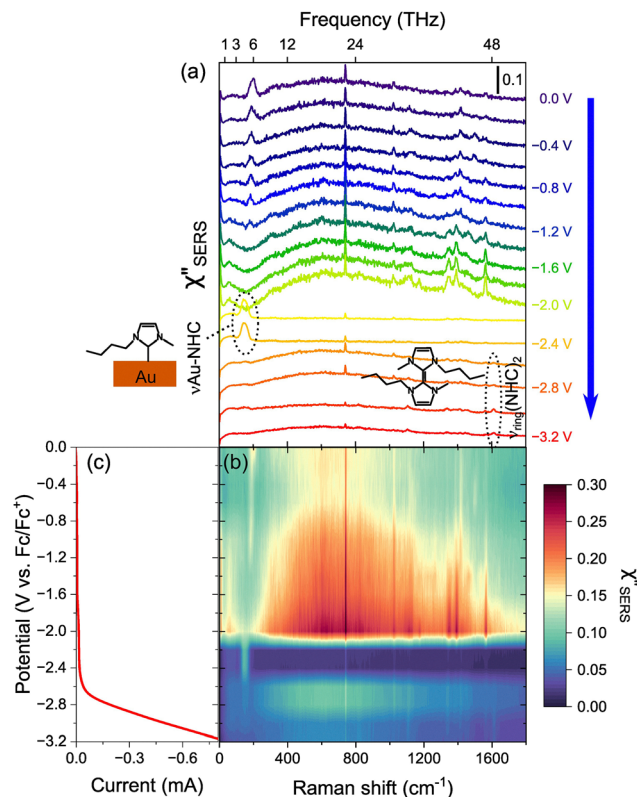 Frequency (THz)
1 3 6 12 24 48
(a)
0.1
0.0 V
−0.4 V
−0.8 V
−1.2 V
−1.6 V
−2.0 V
−2.4 V
−2.8 V
−3.2 V
χ"SERS
νAu-NHC
N N
Au
N N
N N
νring(NHC)2
(c)
(b)
0.0
−0.4
−0.8
−1.2
−1.6
−2.0
−2.4
−2.8
−3.2
Potential (V vs. Fc/Fc+)
0.0 −0.3 −0.6
Current (mA)
0 400 800 1200 1600
Raman shift (cm-1)
0.30
0.25
0.20
0.15
0.10
0.05
0.00
χ"SERS